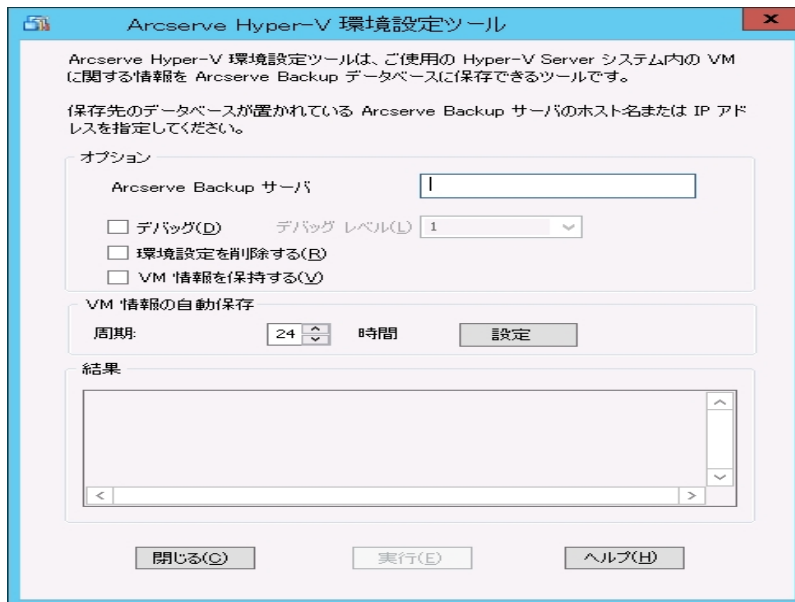 Arcserve Hyper-V 環境設定ツール
Arcserve Hyper-V 環境設定ツールは、ご使用の Hyper-V Server システム内の VM
に関する情報を Arcserve Backup データベースに保存できるツールです。
保存先のデータベースが置かれている Arcserve Backup サーバのホスト名または IP アド
レスを指定してください。
オプション
Arcserve Backup サーバ
デバッグ(D) デバッグ レベル(L) 1
環境設定を削除する(R)
VM 情報を保持する(V)
VM 情報の自動保存
周期: 24 時間 設定
結果
閉じる(C) 実行(E) ヘルプ(H)